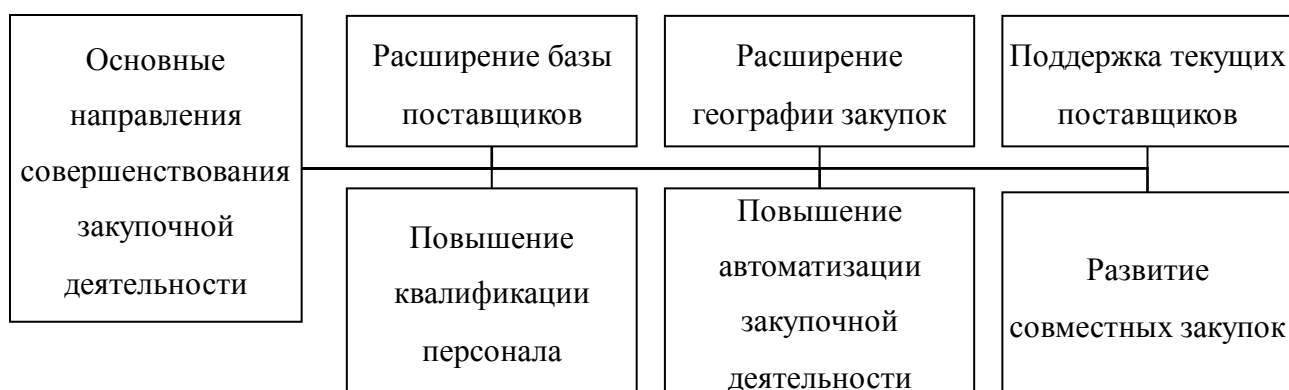 Основные
направления
совершенствования
закупочной
деятельности
Расширение базы
поставщиков
Расширение
географии закупок
Поддержка текущих
поставщиков
Повышение
квалификации
персонала
Повышение
автоматизации
закупочной
деятельности
Развитие
совместных закупок